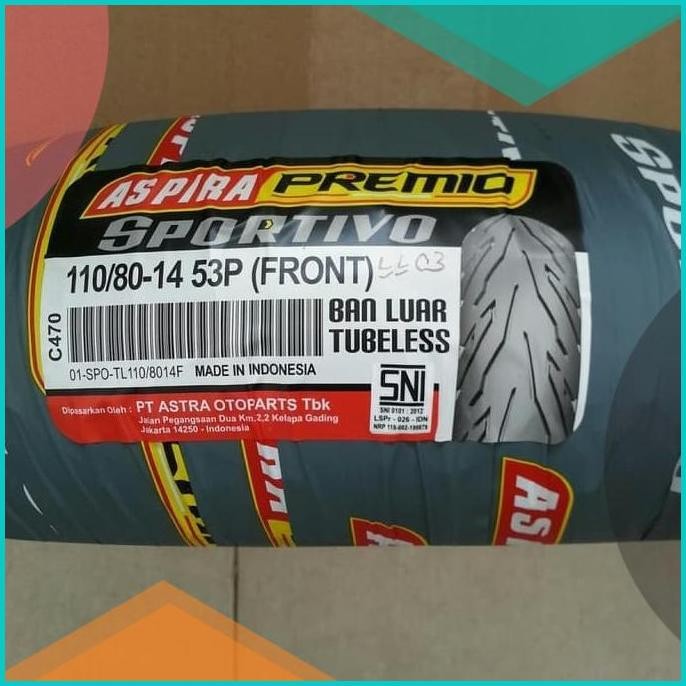 ASPIRA PREMIO
SPORTIVO
110/80-14 53P (FRONT)
C470
BAN LUAR
TUBELESS
01-SPO-TL110/8014F MADE IN INDONESIA
SNI
SNI 0101 : 2012
LSPr - 026 - IDN
Dipasarkan Oleh : PT ASTRA OTOPARTS Tbk
Jalan Pegangsaan Dua Km.2,2 Kelapa Gading
Jakarta 14250 - Indonesia